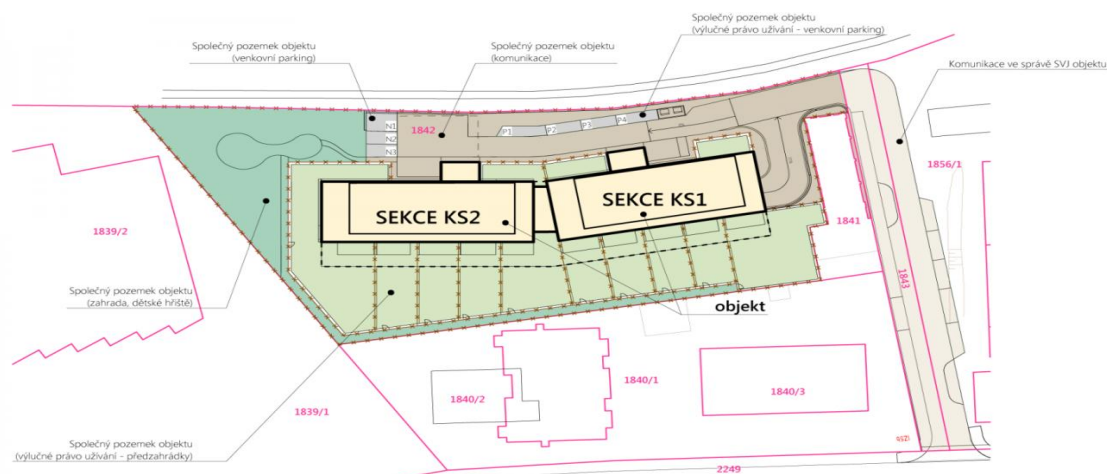 Společný pozemek objektu
(výlučné právo užívání - venkovní parking)
Společný pozemek objektu
(venkovní parking)
Společný pozemek objektu
(komunikace)
Komunikace ve správě SVJ objektu
N1
N2
N3
1842
P1
P2
P3
P4
1856/1
SEKCE KS2
SEKCE KS1
1841
1839/2
1843
Společný pozemek objektu
(zahrada, dětské hřiště)
objekt
1840/1
1840/2
1840/3
1839/1
Společný pozemek objektu
(výlučné právo užívání - předzahrádky)
2249